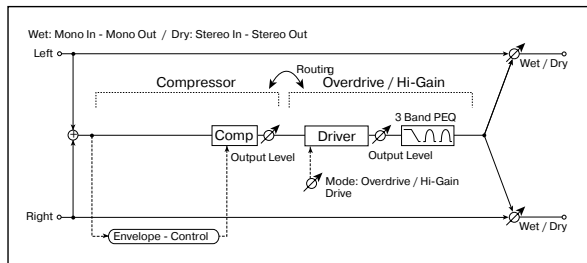 Wet: Mono In - Mono Out / Dry: Stereo In - Stereo Out
Left
Wet / Dry
Routing
Compressor
Overdrive / Hi-Gain
3 Band PEQ
Comp
Driver
Output Level
Output Level
Mode: Overdrive / Hi-Gain
Drive
Right
Envelope - Control
Wet / Dry